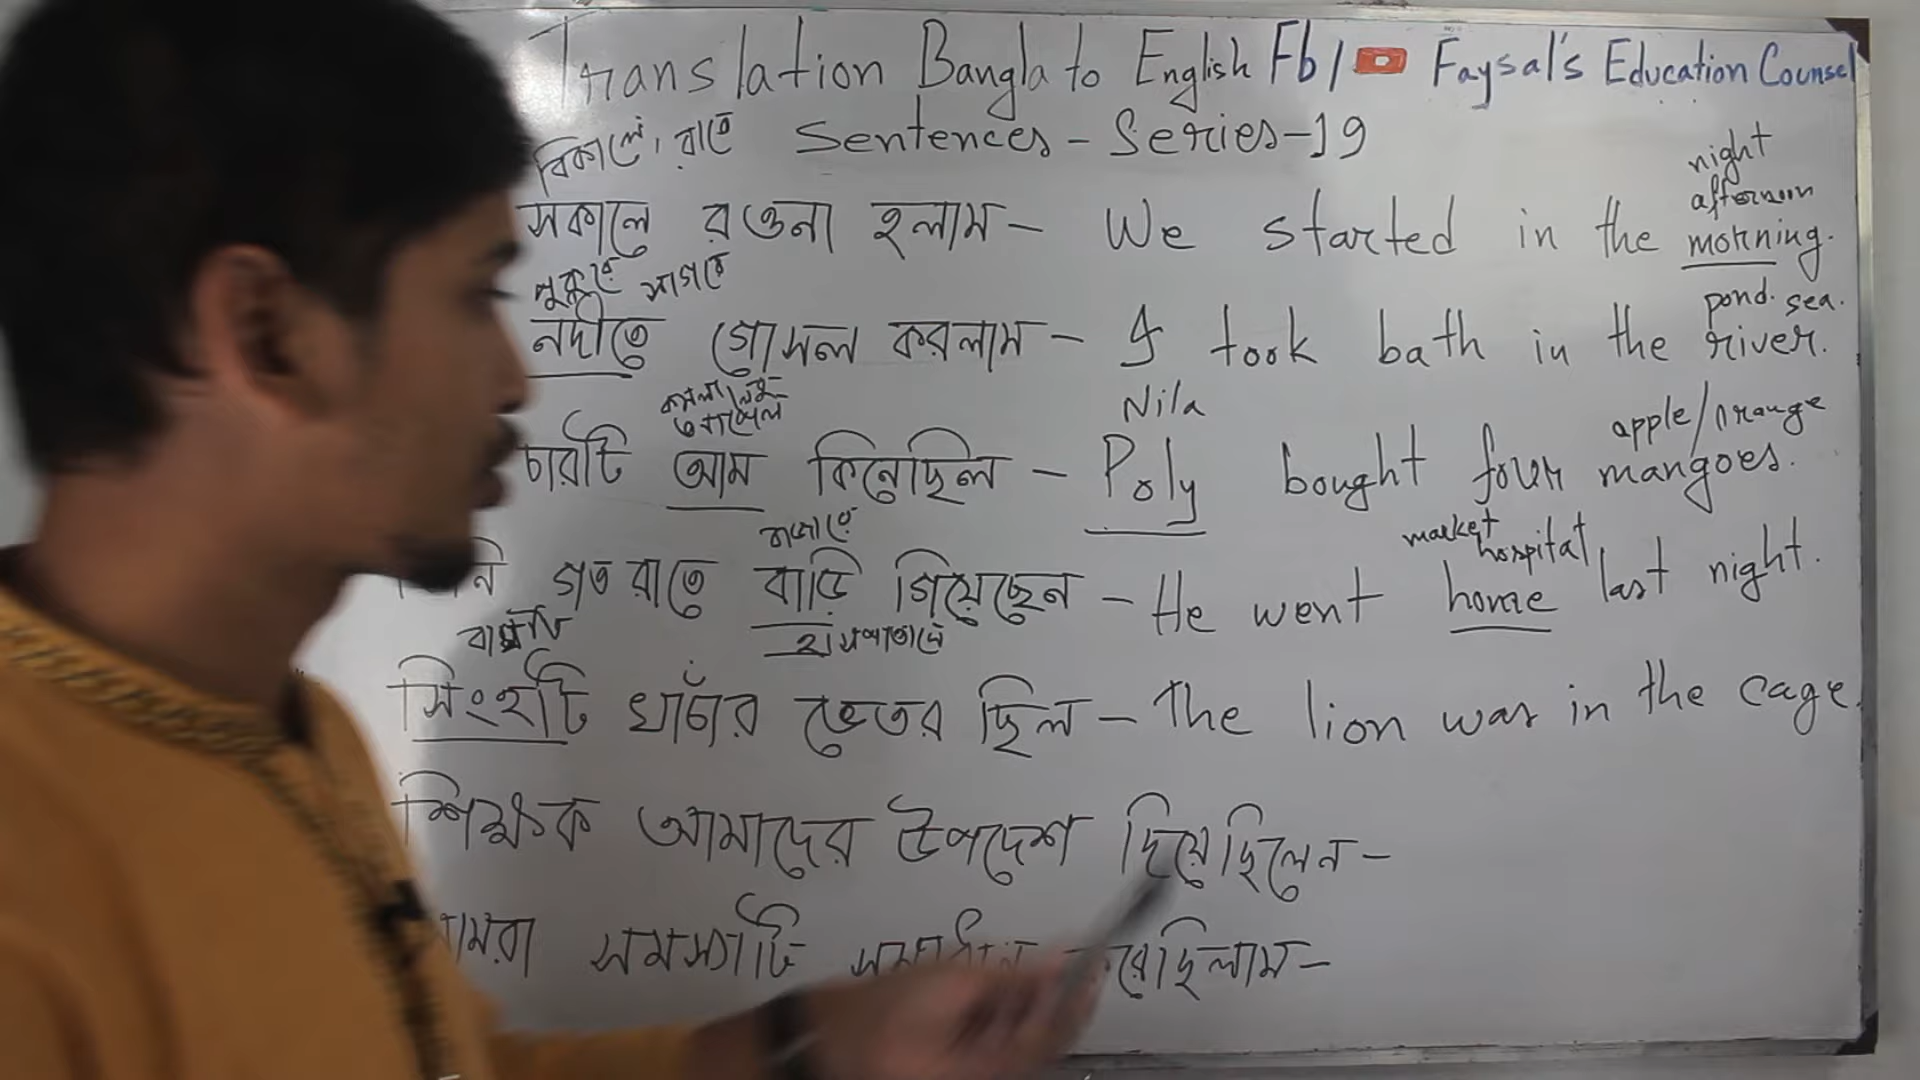 Translation Bangla to English Fb / Faysal's Education Counsel
Sentences - Series-19
বিকালে, রাতে
night
afternoon
সকালে রওনা হলাম - We started in the morning.
পুকুরে সাগরে
pond. sea.
নদীতে গোসল করলাম - I took bath in the river.
Nila apple/orange
চারটি আম কিনেছিল - Poly bought four mangoes.
বাজারে
market hospital
গত রাতে বাড়ি গিয়েছেন - He went home last night.
হাসপাতালে
সিংহটি খাঁচার ভেতর ছিল - The lion was in the cage.
শিক্ষক আমাদের উপদেশ দিয়েছিলেন -
সমস্যাটি